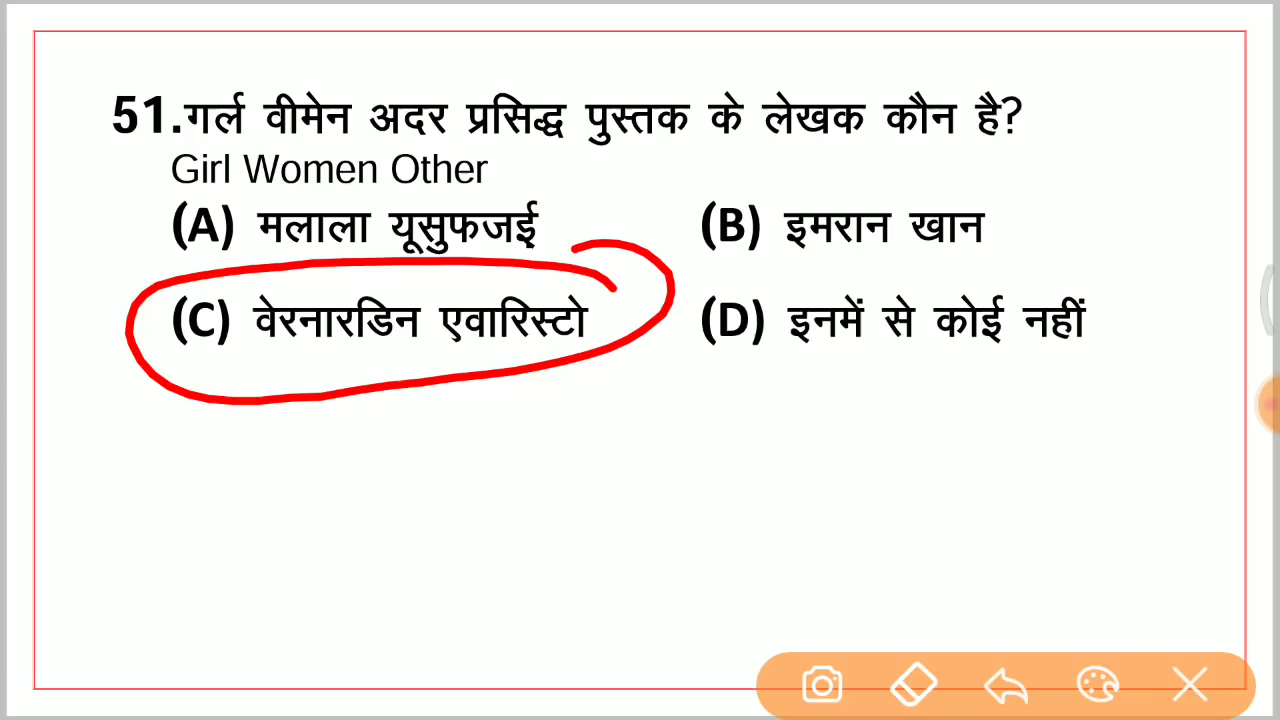 51.गर्ल वीमेन अदर प्रसिद्ध पुस्तक के लेखक कौन है?
Girl Women Other
(A) मलाला यूसुफजई (B) इमरान खान
(C) वेरनारडिन एवारिस्टो (D) इनमें से कोई नहीं